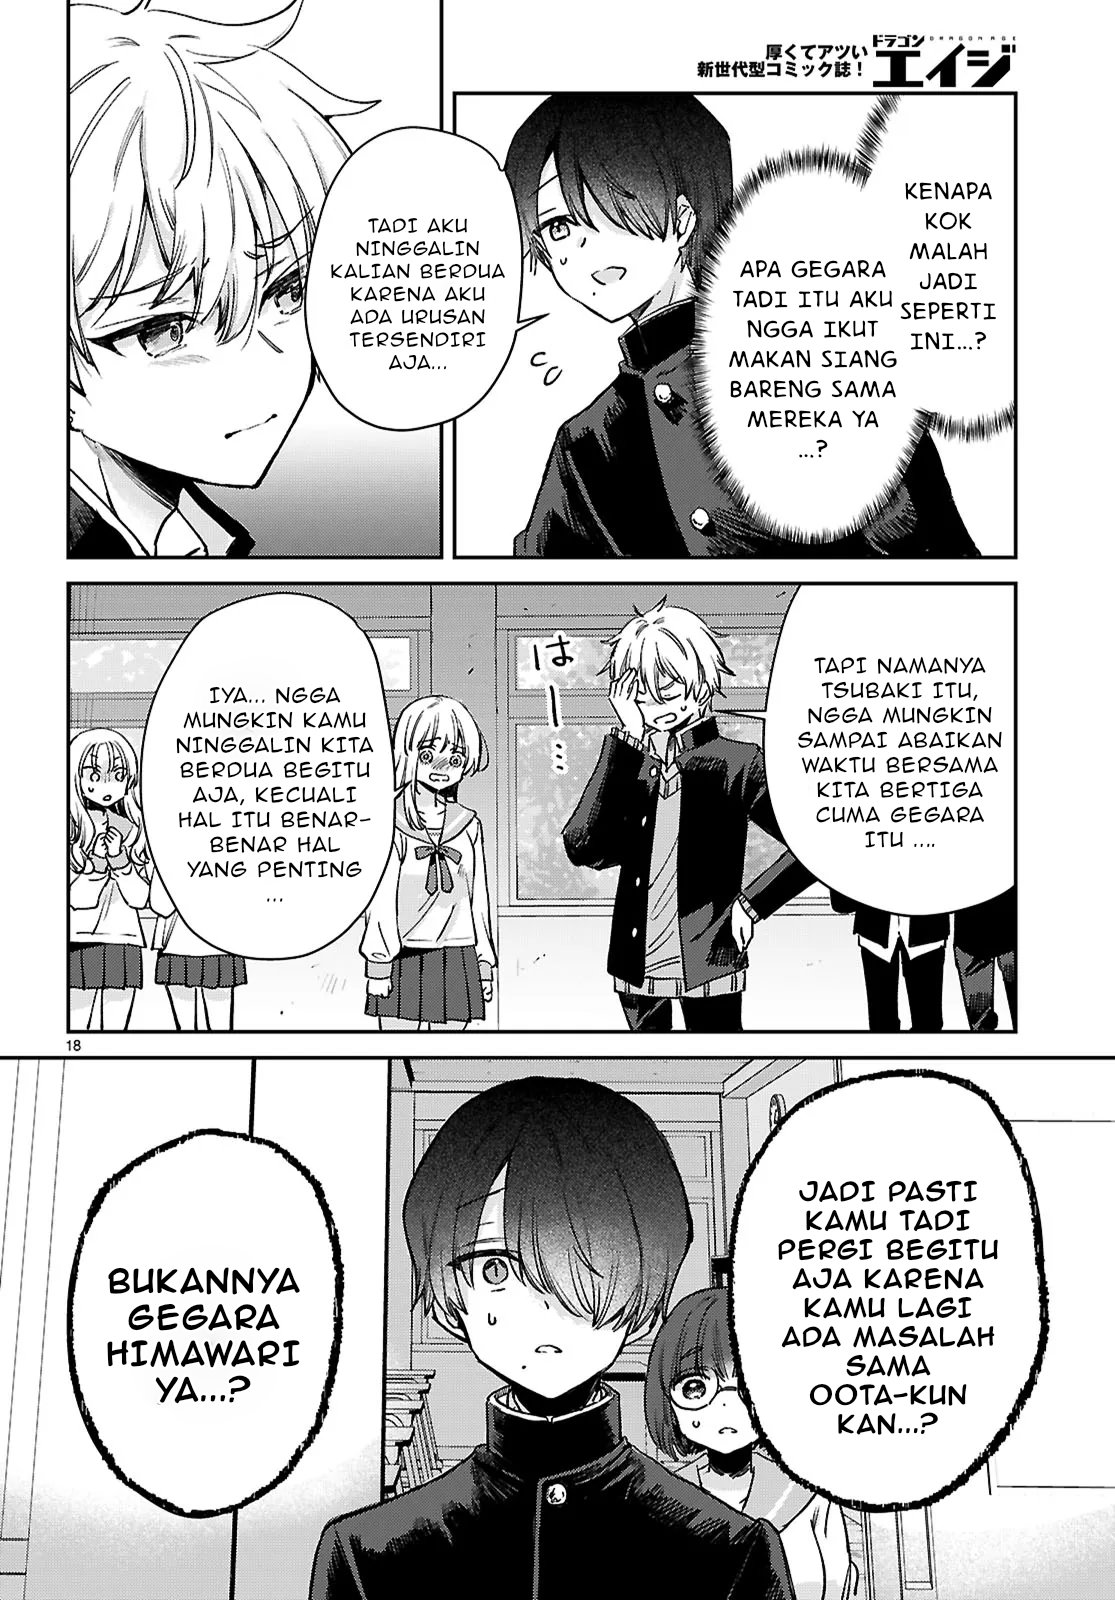 厚くてアツい
新世代型コミック誌!
ドラゴン
DRAGON AGE
エイジ
KENAPA
KOK
MALAH
JADI
SEPERTI
INI...?
APA GEGARA
TADI ITU AKU
NGGA IKUT
MAKAN SIANG
BARENG SAMA
MEREKA YA
...?
TADI AKU
NINGGALIN
KALIAN BERDUA
KARENA AKU
ADA URUSAN
TERSENDIRI
AJA...
TAPI NAMANYA
TSUBAKI ITU,
NGGA MUNGKIN
SAMPAI ABAIKAN
WAKTU BERSAMA
KITA BERTIGA
CUMA GEGARA
ITU ....
はーー…
IYA... NGGA
MUNGKIN KAMU
NINGGALIN KITA
BERDUA BEGITU
AJA, KECUALI
HAL ITU BENAR-
BENAR HAL
YANG PENTING
...
18
JADI PASTI
KAMU TADI
PERGI BEGITU
AJA KARENA
KAMU LAGI
ADA MASALAH
SAMA
OOTA-KUN
KAN...?
BUKANNYA
GEGARA
HIMAWARI
YA...?